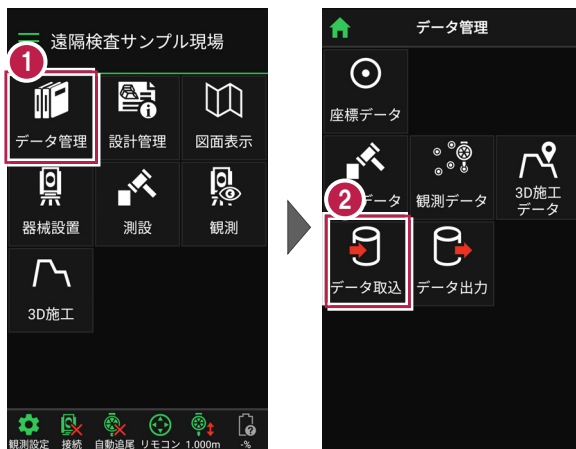 遠隔検査サンプル現場
1
データ管理
設計管理
図面表示
器械設置
測設
観測
3D施工
観測設定
接続
自動追尾
リモコン
1.000m
-%
データ管理
座標データ
データ
観測データ
3D施工
データ
2
データ取込
データ出力